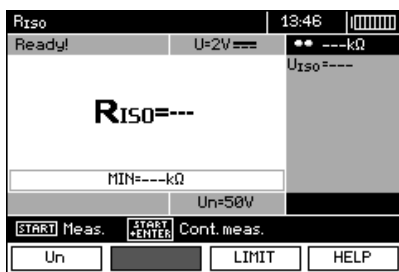 RISO 13:46
Ready! U=2V •• ---kΩ
UISO=---
RISO=---
MIN=---kΩ
Un=50V
START Meas. START +ENTER Cont. meas.
Un LIMIT HELP